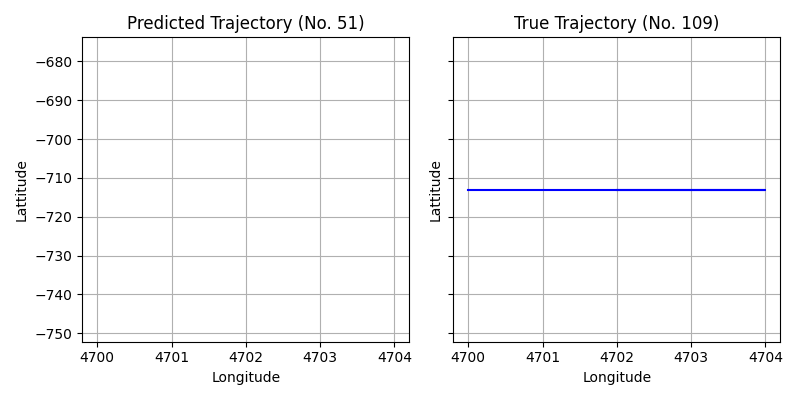 Predicted Trajectory (No. 51)
True Trajectory (No. 109)
−680
−690
−700
−710
−720
−730
−740
−750
Lattitude
Lattitude
4700 4701 4702 4703 4704
4700 4701 4702 4703 4704
Longitude
Longitude